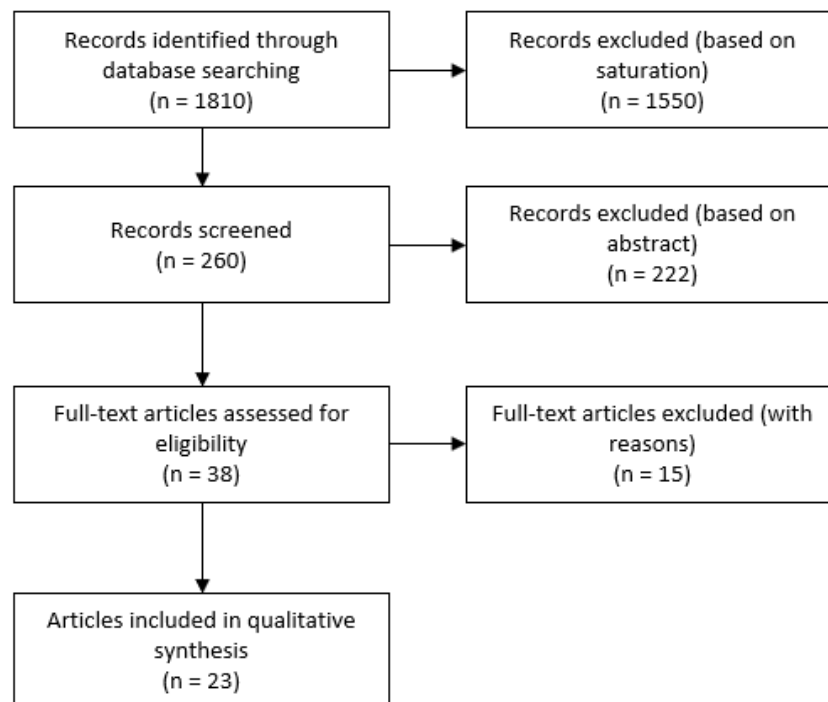 Records identified through
database searching
(n = 1810)
Records excluded (based on
saturation)
(n = 1550)
Records screened
(n = 260)
Records excluded (based on
abstract)
(n = 222)
Full-text articles assessed for
eligibility
(n = 38)
Full-text articles excluded (with
reasons)
(n = 15)
Articles included in qualitative
synthesis
(n = 23)